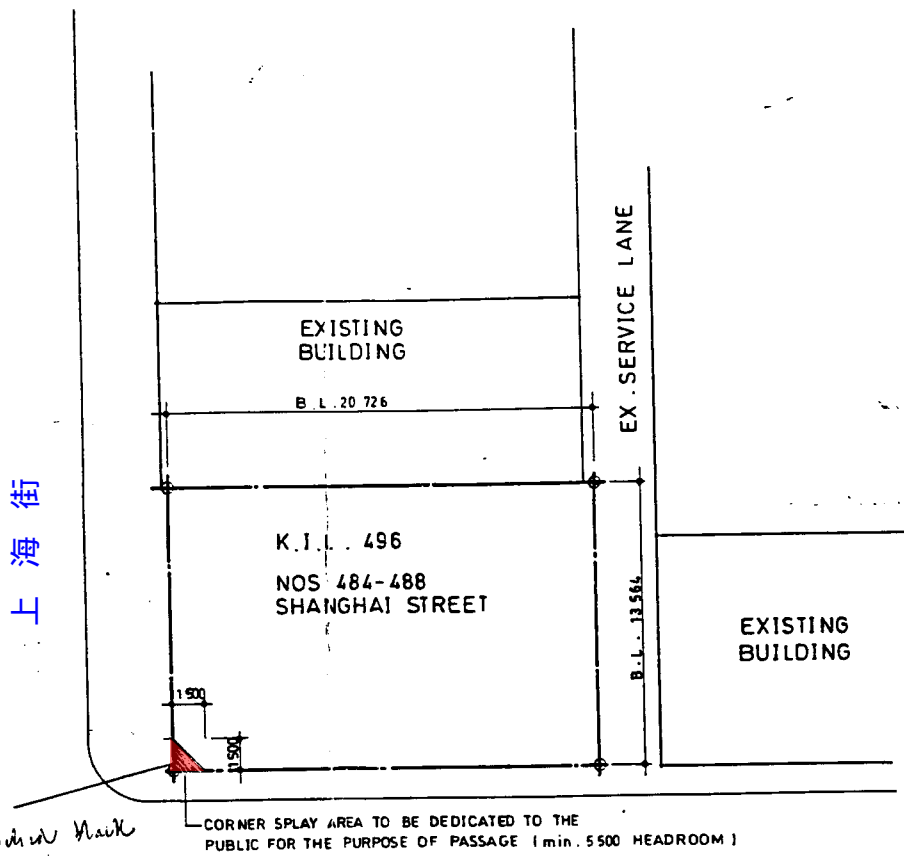 EX. SERVICE LANE
EXISTING
BUILDING
B.L. 20 726
上海街
K.I.L. 496
NOS 484-488
SHANGHAI STREET
B.L. 13 564
EXISTING
BUILDING
1500
1500
CORNER SPLAY AREA TO BE DEDICATED TO THE
PUBLIC FOR THE PURPOSE OF PASSAGE (min. 5500 HEADROOM)